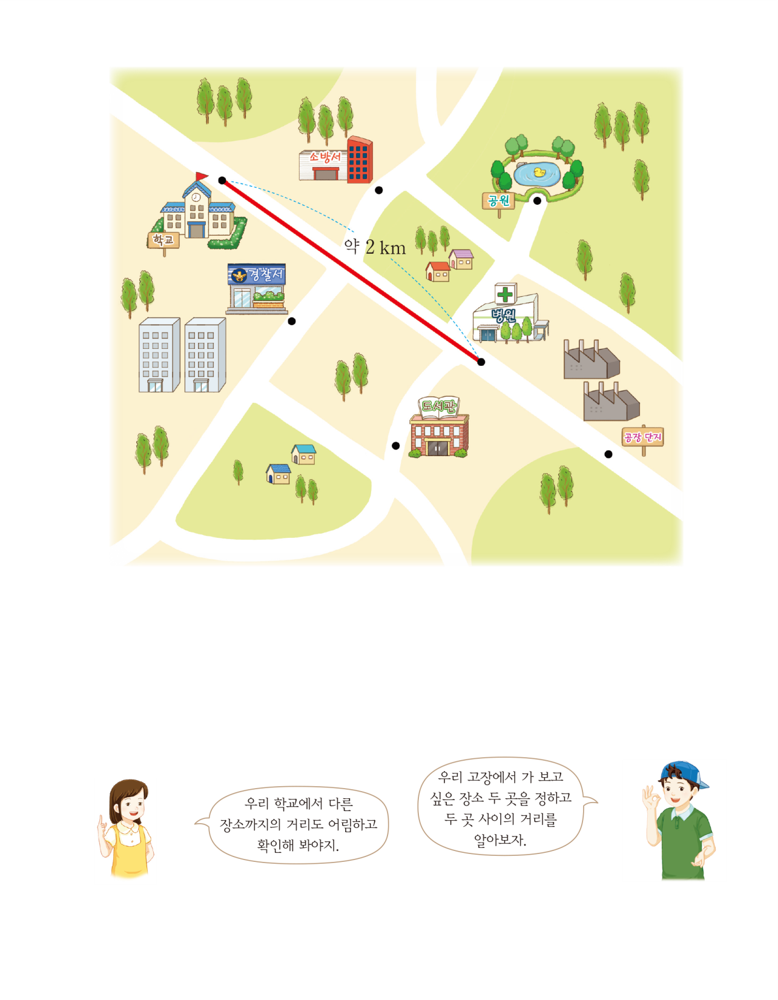 소방서
공원
학교
약 2 km
경찰서
병원
도서관
공장 단지
우리 고장에서 가 보고
싶은 장소 두 곳을 정하고
두 곳 사이의 거리를
알아보자.
우리 학교에서 다른
장소까지의 거리도 어림하고
확인해 봐야지.